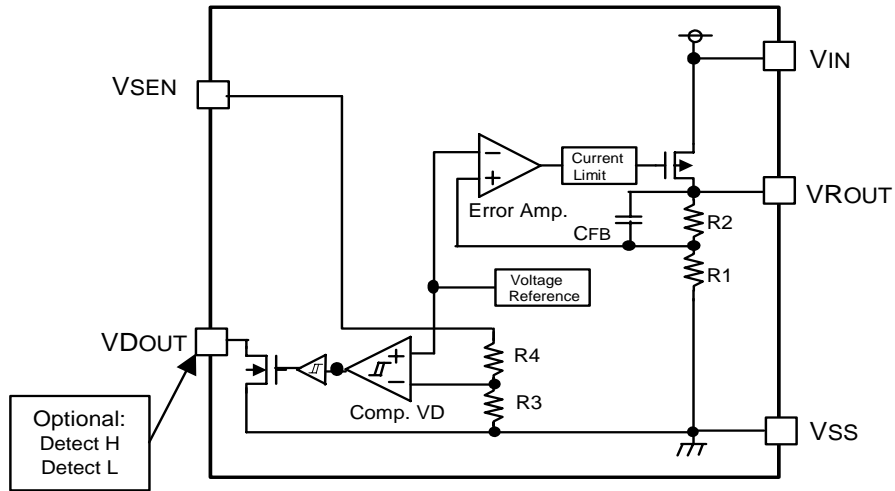 VIN
VSEN
Current
Limit
VROUT
Error Amp.
CFB
R2
R1
Voltage
Reference
VDOUT
R4
R3
Comp. VD
Optional:
Detect H
Detect L
VSS
+
−
+
−